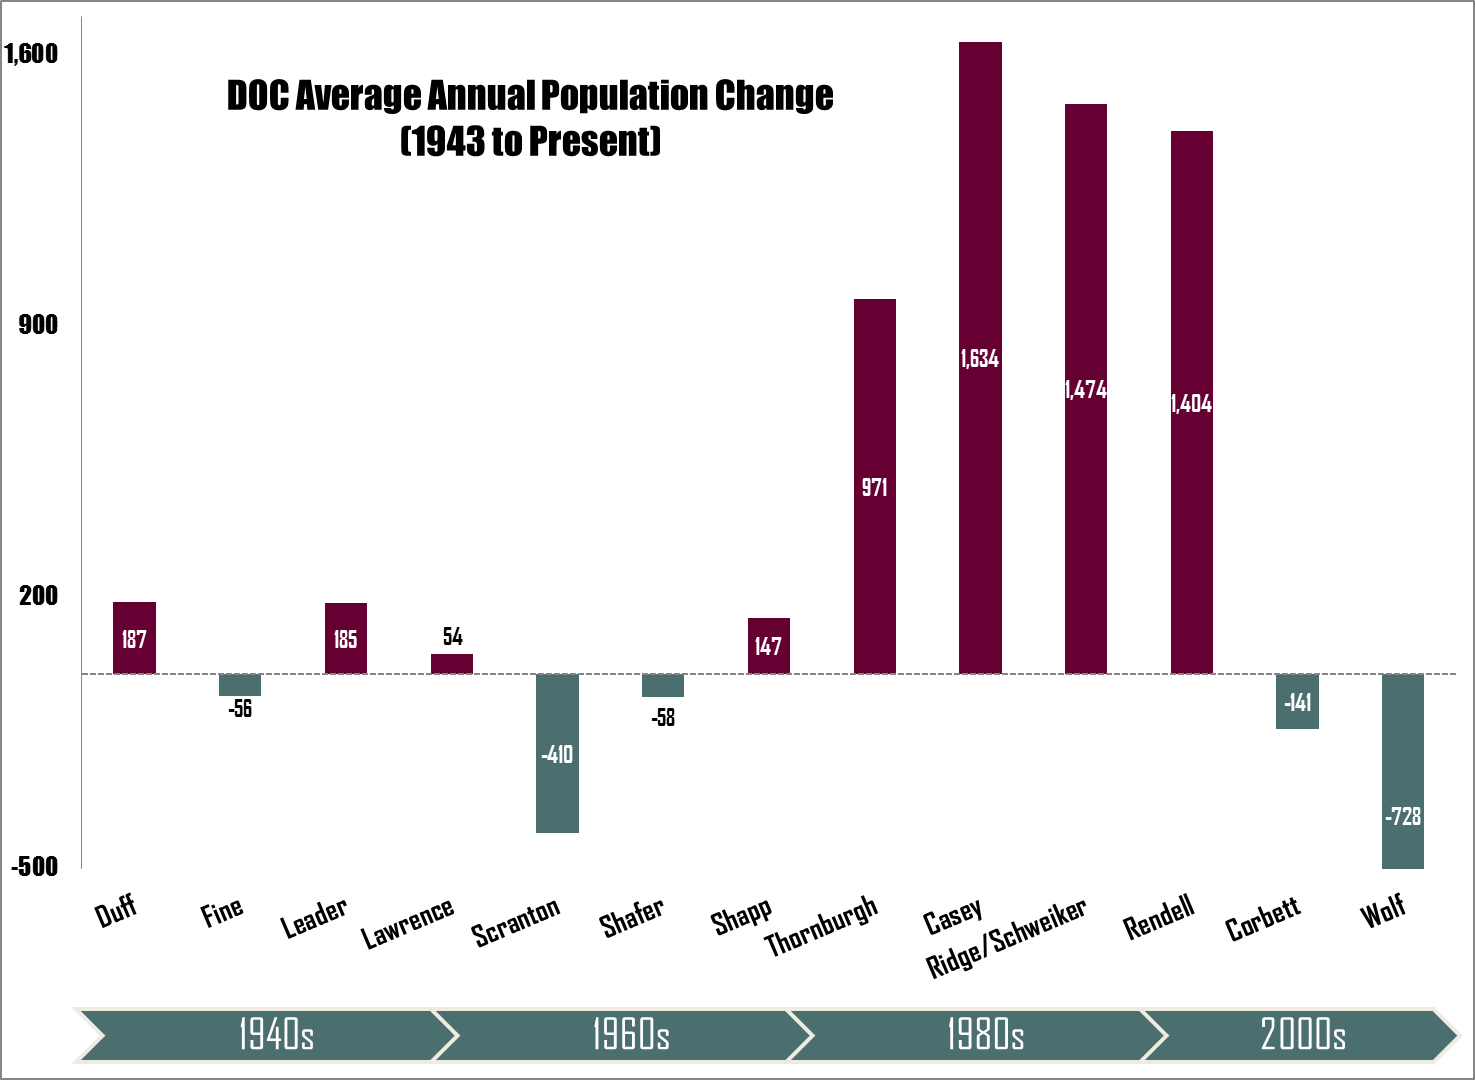 DOC Average Annual Population Change
(1943 to Present)
1,600
900
200
-500
187
-56
185
54
-410
-58
147
971
1,634
1,474
1,404
-141
-728
Duff
Fine
Leader
Lawrence
Scranton
Shafer
Shapp
Thornburgh
Casey
Ridge/Schweiker
Rendell
Corbett
Wolf
1940s
1960s
1980s
2000s